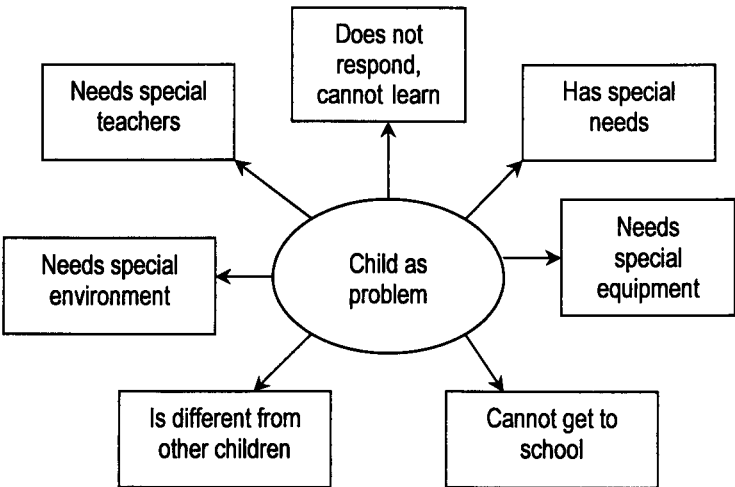 Does not
respond,
cannot learn
Needs special
teachers
Has special
needs
Needs
special
equipment
Needs special
environment
Child as
problem
Is different from
other children
Cannot get to
school